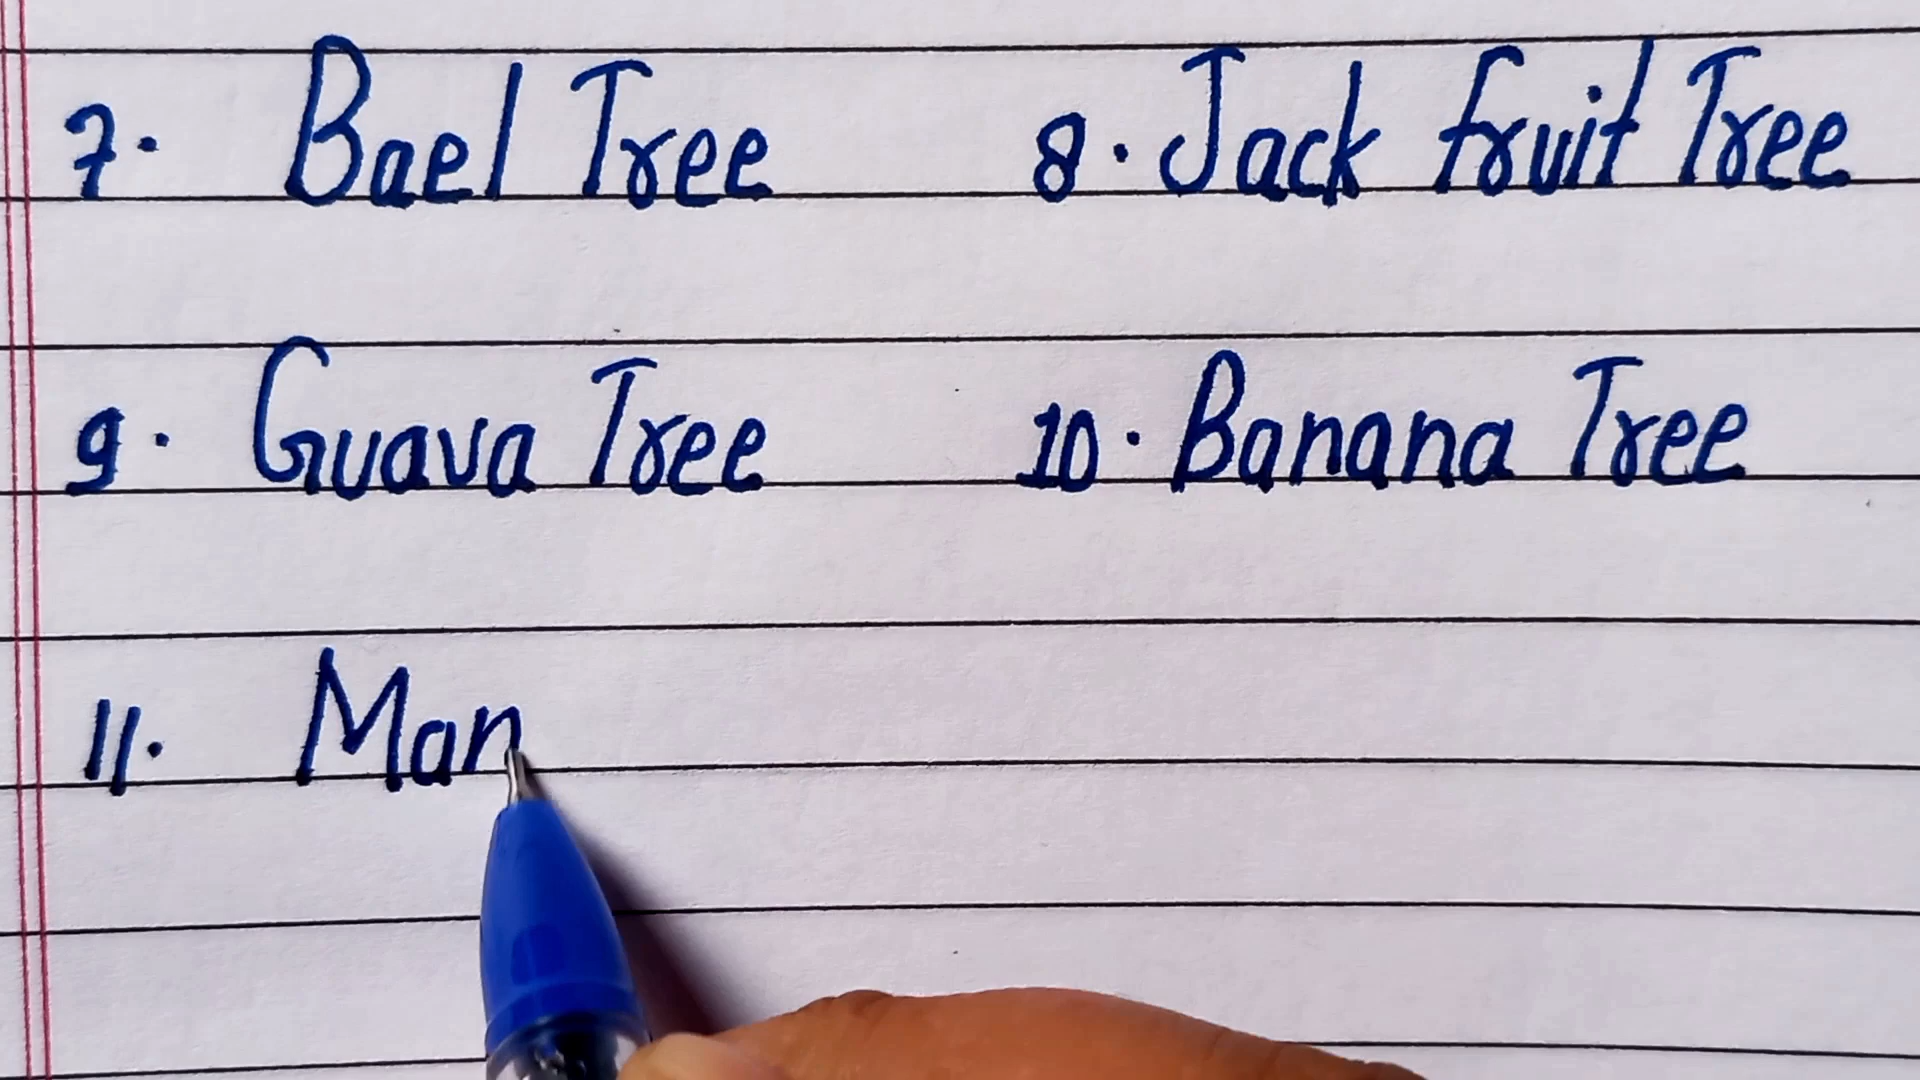 7. Bael Tree 8. Jack fruit Tree
9. Guava Tree 10. Banana Tree
11. Man